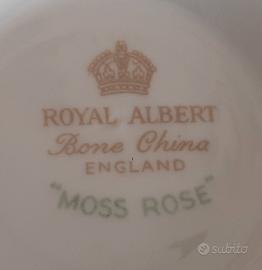 ROYAL ALBERT
Bone China
ENGLAND
"MOSS ROSE"
subito